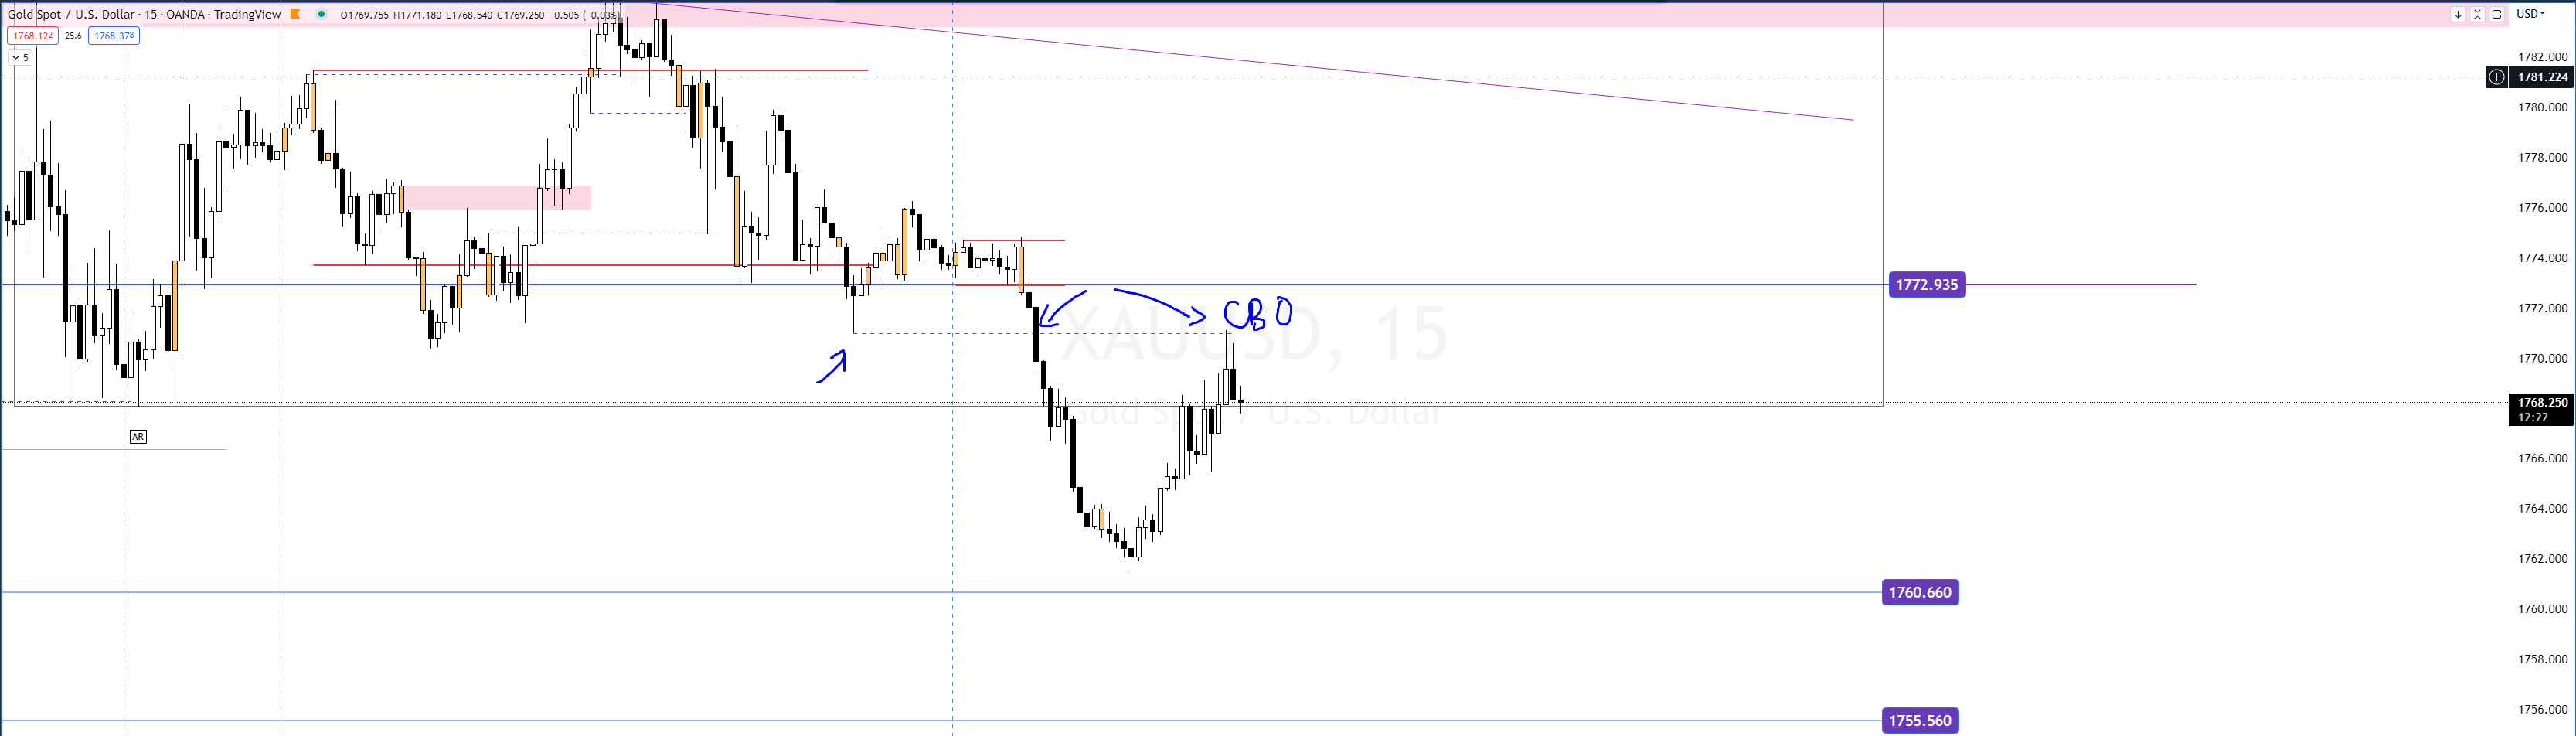 Gold Spot / U.S. Dollar · 15 · OANDA · TradingView O1769.755 H1771.180 L1768.540 C1769.250 −0.505 (−0.03%)
USD
1768.122 25.6 1768.378
5
1782.000
1781.224
1780.000
1778.000
1776.000
1774.000
1772.935
CBO
1772.000
XAUUSD, 15
1770.000
1768.250
12:22
Gold Spot / U.S. Dollar
AR
1766.000
1764.000
1762.000
1760.660
1760.000
1758.000
1755.560
1756.000